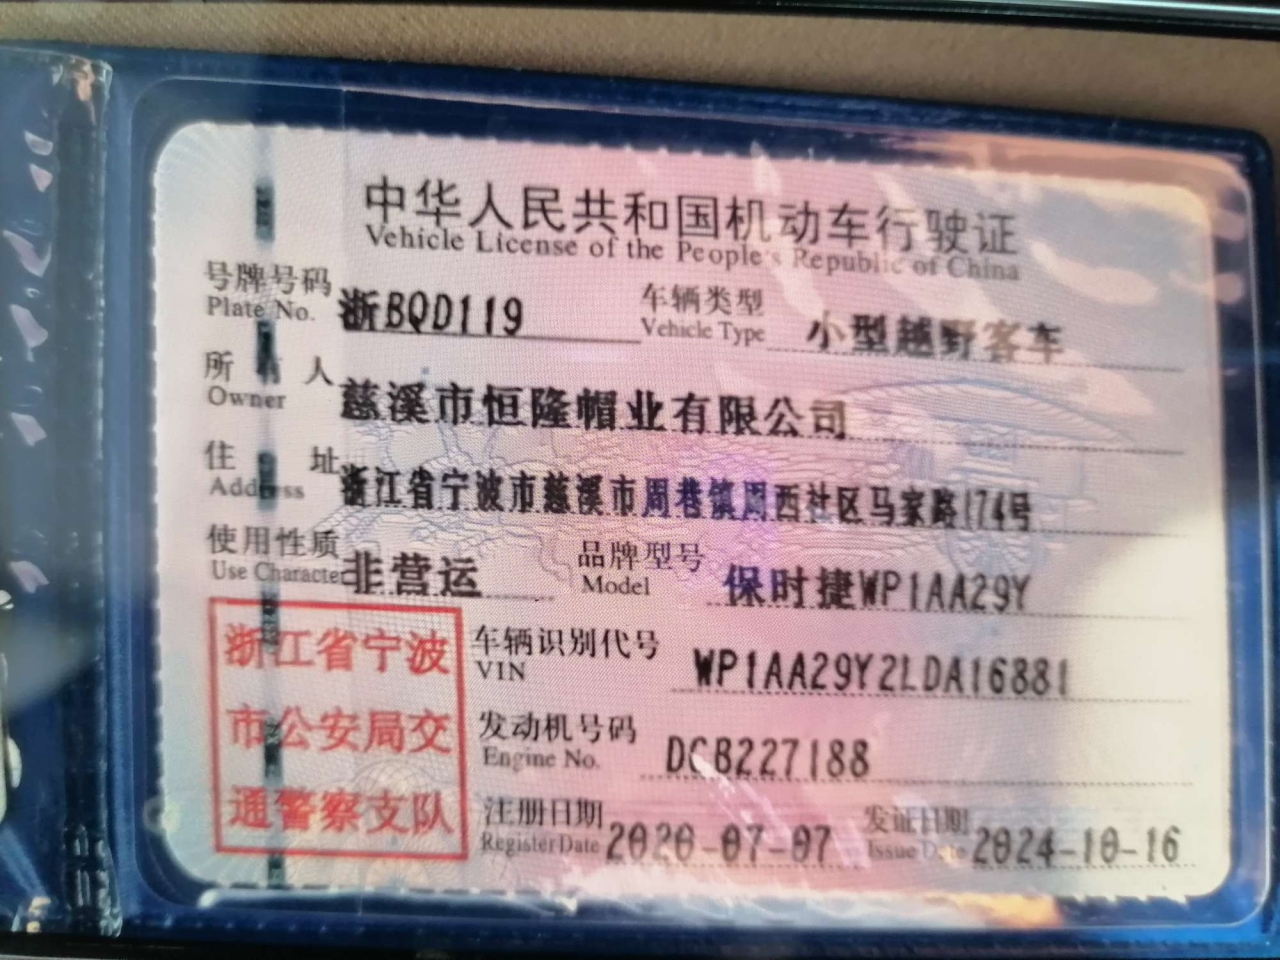 中华人民共和国机动车行驶证
Vehicle License of the People's Republic of China
号牌号码 浙BQD119 车辆类型 小型越野客车
Plate No. Vehicle Type
所有人 慈溪市恒隆帽业有限公司
Owner
住址 浙江省宁波市慈溪市周巷镇周西社区马家路174号
Address
使用性质 非营运 品牌型号 保时捷WP1AA29Y
Use Character Model
浙江省宁波
市公安局交
通警察支队
车辆识别代号 WP1AA29Y2LDA16881
VIN
发动机号码 DCB227188
Engine No.
注册日期 2020-07-07 发证日期 2024-10-16
Register Date Issue Date